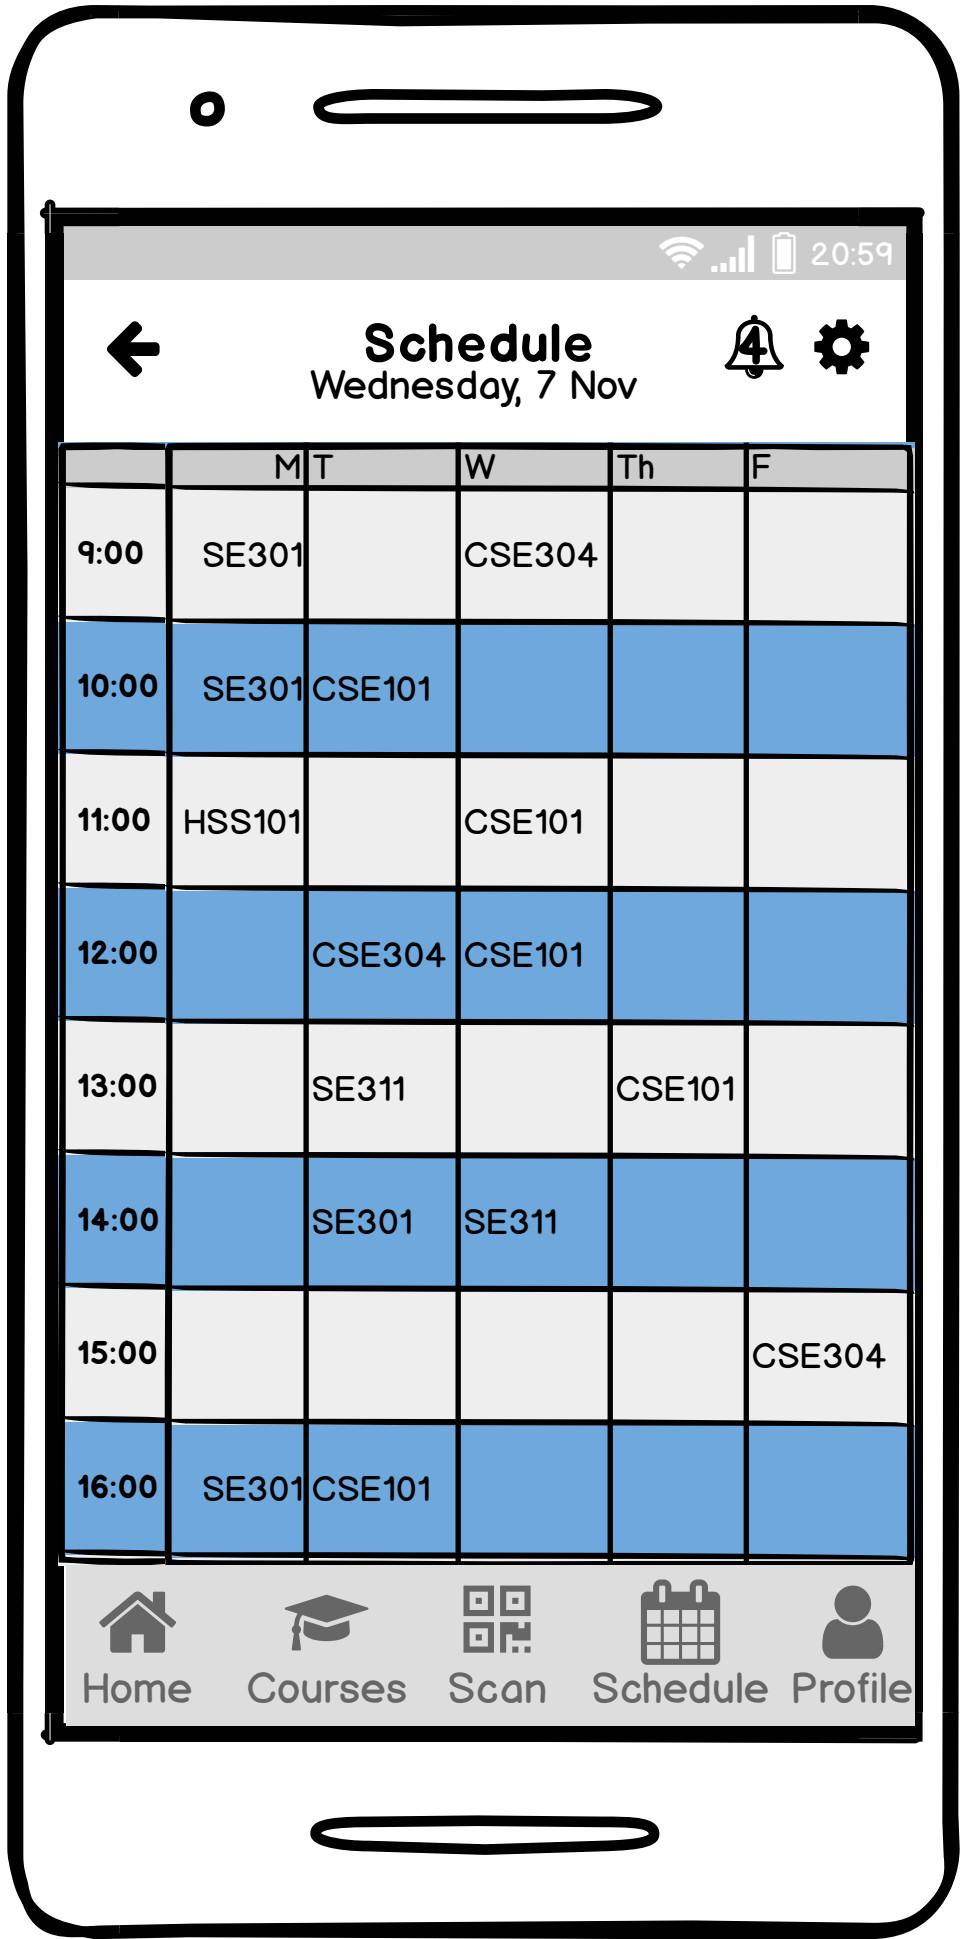 20:59
Schedule
4
Wednesday, 7 Nov
M T W Th F
9:00 SE301 CSE304
10:00 SE301 CSE101
11:00 HSS101 CSE101
12:00 CSE304 CSE101
13:00 SE311 CSE101
14:00 SE301 SE311
15:00 CSE304
16:00 SE301 CSE101
Home Courses Scan Schedule Profile